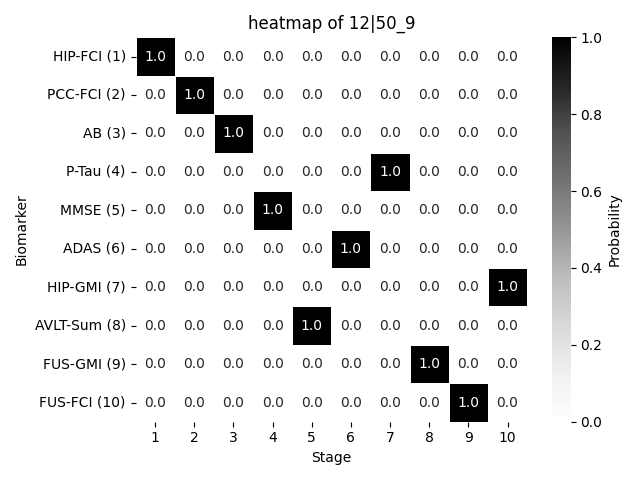 heatmap of 12|50_9
HIP-FCI (1) 1.0 0.0 0.0 0.0 0.0 0.0 0.0 0.0 0.0 0.0
PCC-FCI (2) 0.0 1.0 0.0 0.0 0.0 0.0 0.0 0.0 0.0 0.0
AB (3) 0.0 0.0 1.0 0.0 0.0 0.0 0.0 0.0 0.0 0.0
P-Tau (4) 0.0 0.0 0.0 0.0 0.0 0.0 1.0 0.0 0.0 0.0
MMSE (5) 0.0 0.0 0.0 1.0 0.0 0.0 0.0 0.0 0.0 0.0
ADAS (6) 0.0 0.0 0.0 0.0 0.0 1.0 0.0 0.0 0.0 0.0
HIP-GMI (7) 0.0 0.0 0.0 0.0 0.0 0.0 0.0 0.0 0.0 1.0
AVLT-Sum (8) 0.0 0.0 0.0 0.0 1.0 0.0 0.0 0.0 0.0 0.0
FUS-GMI (9) 0.0 0.0 0.0 0.0 0.0 0.0 0.0 1.0 0.0 0.0
FUS-FCI (10) 0.0 0.0 0.0 0.0 0.0 0.0 0.0 0.0 1.0 0.0
1 2 3 4 5 6 7 8 9 10
Stage
Biomarker
1.0
0.8
0.6
0.4
0.2
0.0
Probability